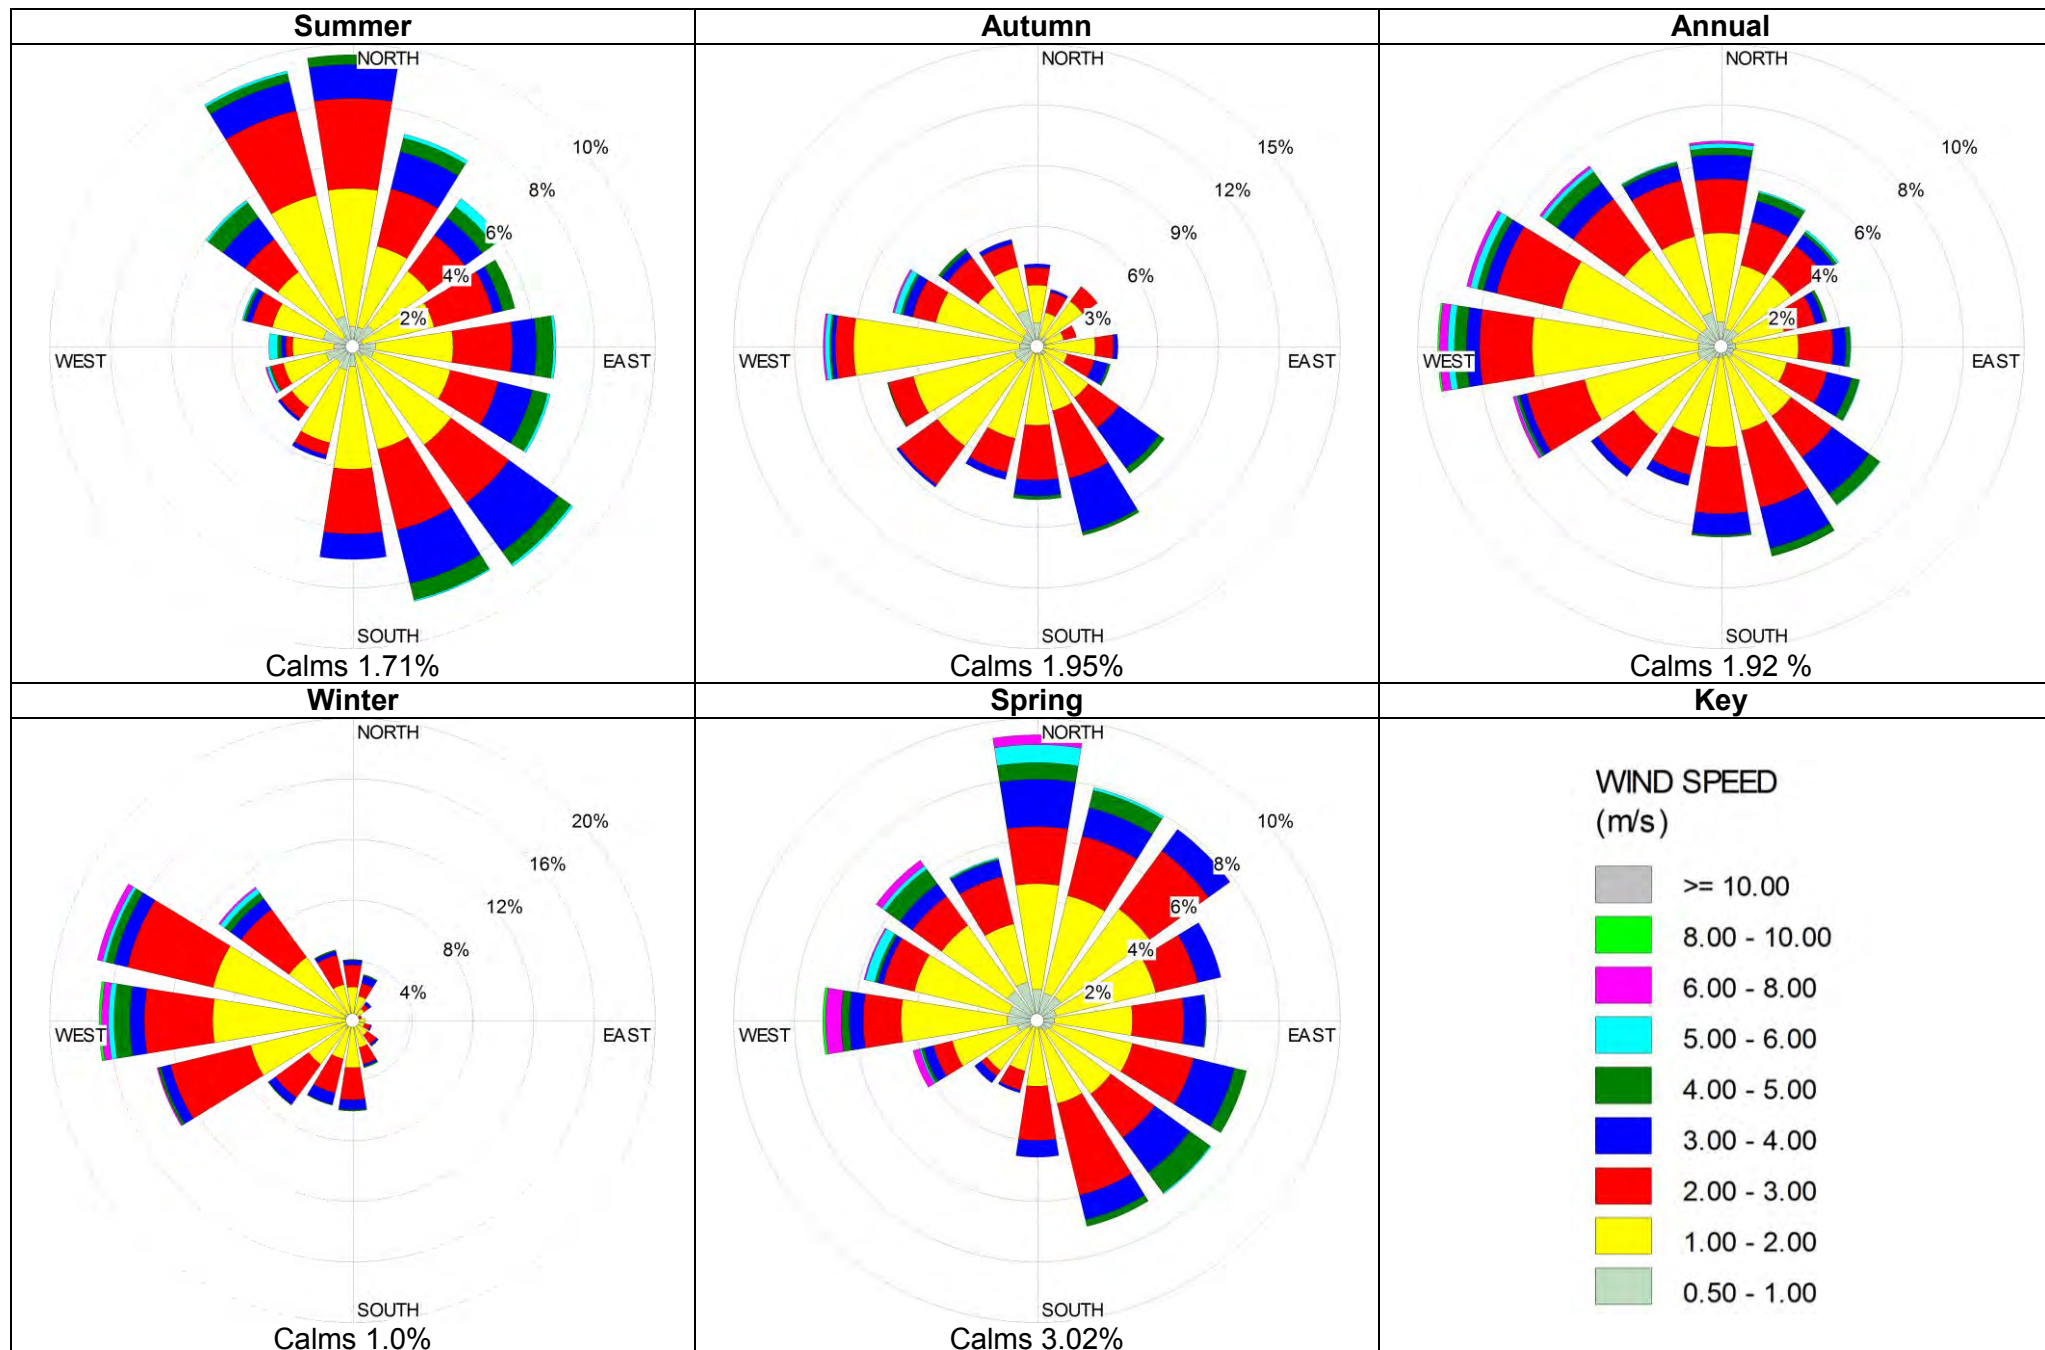 Summer
NORTH
10%
8%
6%
4%
2%
WEST
EAST
SOUTH
Calms 1.71%
Autumn
NORTH
15%
12%
9%
6%
3%
WEST
EAST
SOUTH
Calms 1.95%
Annual
NORTH
10%
8%
6%
4%
2%
WEST
EAST
SOUTH
Calms 1.92 %
Winter
NORTH
20%
16%
12%
8%
4%
WEST
EAST
SOUTH
Calms 1.0%
Spring
NORTH
10%
8%
6%
4%
2%
WEST
EAST
SOUTH
Calms 3.02%
Key
WIND SPEED
(m/s)
>= 10.00
8.00 - 10.00
6.00 - 8.00
5.00 - 6.00
4.00 - 5.00
3.00 - 4.00
2.00 - 3.00
1.00 - 2.00
0.50 - 1.00